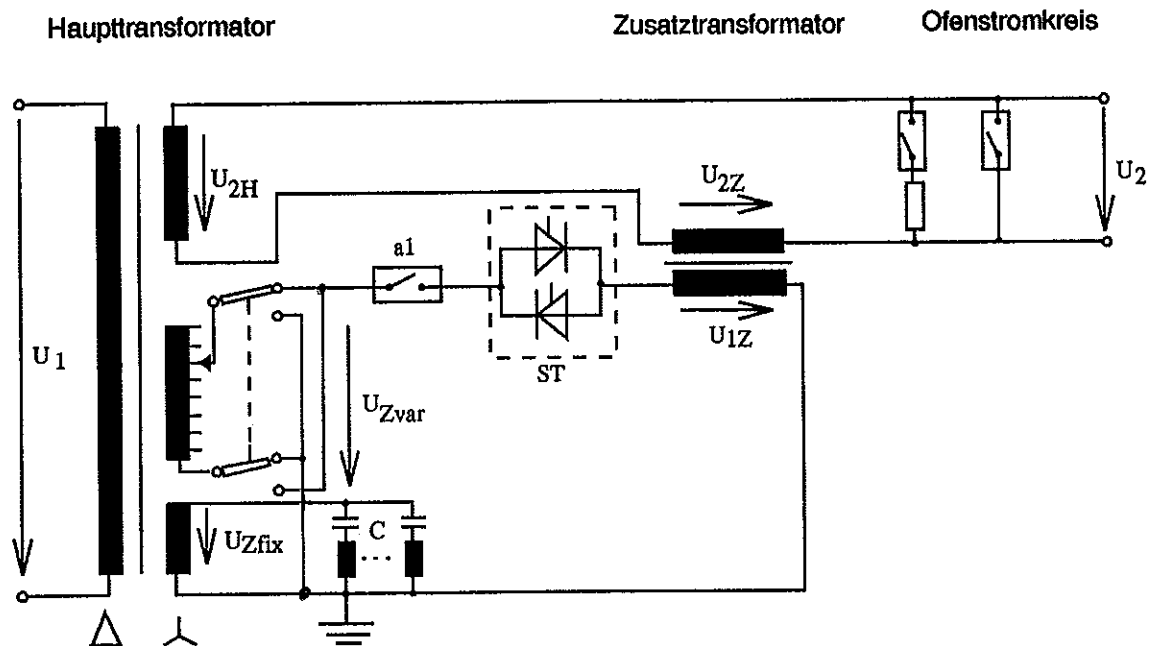 Haupttransformator
Zusatztransformator
Ofenstromkreis
U2H
U2Z
U2
a1
U1Z
U1
ST
UZvar
UZfix
C